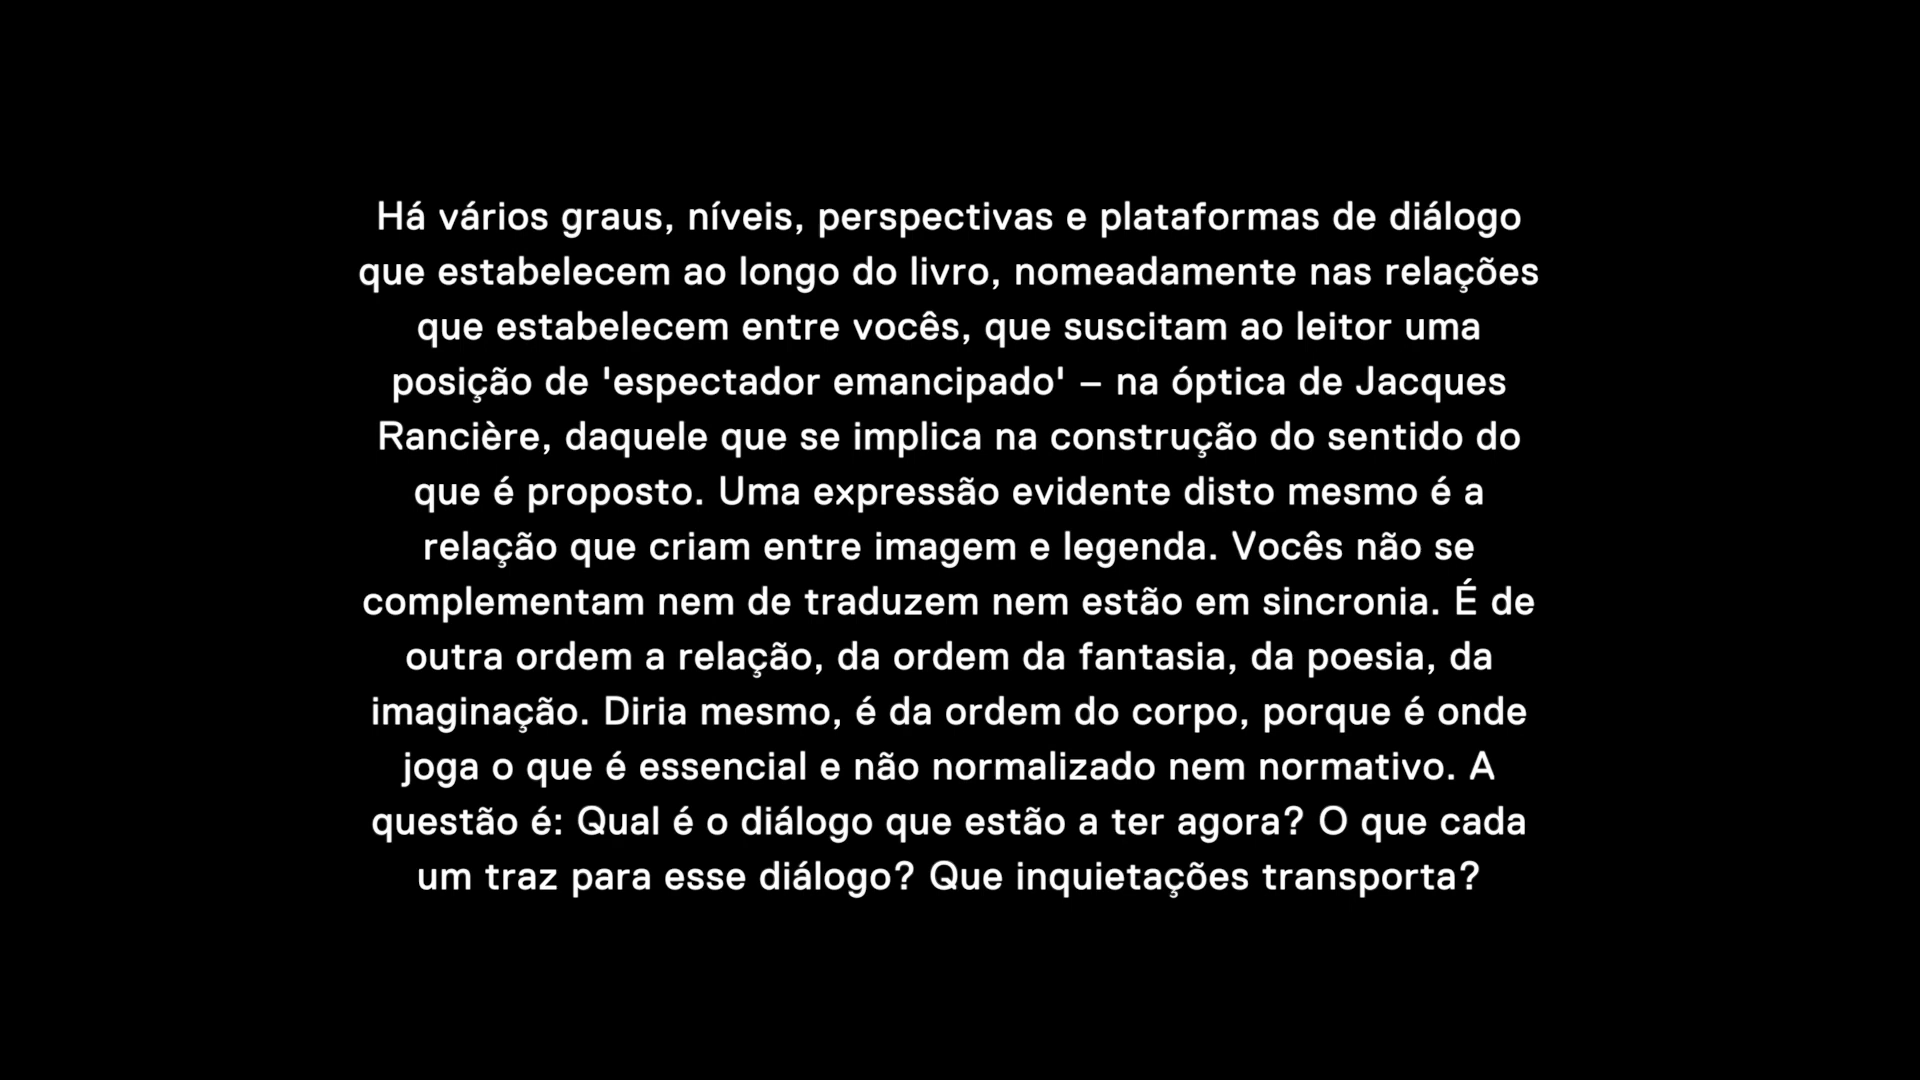 Há vários graus, níveis, perspectivas e plataformas de diálogo
que estabelecem ao longo do livro, nomeadamente nas relações
que estabelecem entre vocês, que suscitam ao leitor uma
posição de 'espectador emancipado' – na óptica de Jacques
Rancière, daquele que se implica na construção do sentido do
que é proposto. Uma expressão evidente disto mesmo é a
relação que criam entre imagem e legenda. Vocês não se
complementam nem de traduzem nem estão em sincronia. É de
outra ordem a relação, da ordem da fantasia, da poesia, da
imaginação. Diria mesmo, é da ordem do corpo, porque é onde
joga o que é essencial e não normalizado nem normativo. A
questão é: Qual é o diálogo que estão a ter agora? O que cada
um traz para esse diálogo? Que inquietações transporta?